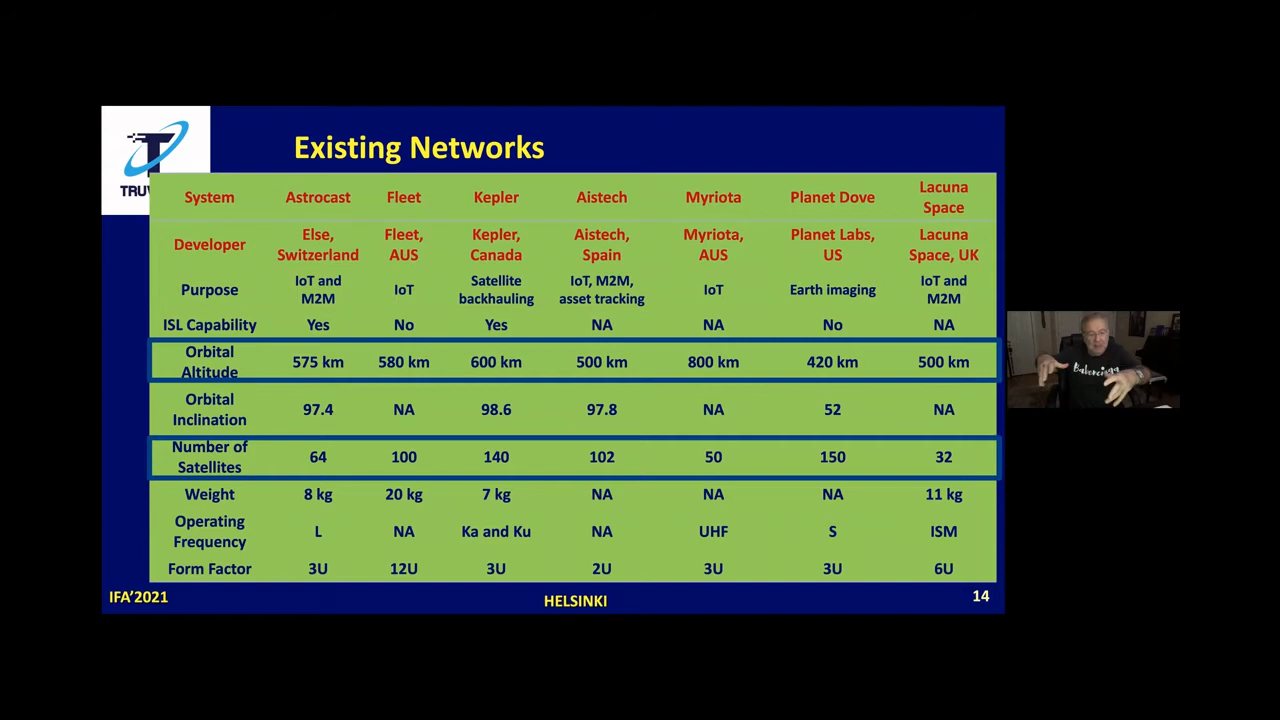 Existing Networks
TRUV
System Astrocast Fleet Kepler Aistech Myriota Planet Dove Lacuna Space
Developer Else, Switzerland Fleet, AUS Kepler, Canada Aistech, Spain Myriota, AUS Planet Labs, US Lacuna Space, UK
Purpose IoT and M2M IoT Satellite backhauling IoT, M2M, asset tracking IoT Earth imaging IoT and M2M
ISL Capability Yes No Yes NA NA No NA
Orbital Altitude 575 km 580 km 600 km 500 km 800 km 420 km 500 km
Orbital Inclination 97.4 NA 98.6 97.8 NA 52 NA
Number of Satellites 64 100 140 102 50 150 32
Weight 8 kg 20 kg 7 kg NA NA NA 11 kg
Operating Frequency L NA Ka and Ku NA UHF S ISM
Form Factor 3U 12U 3U 2U 3U 3U 6U
IFA'2021
HELSINKI
14